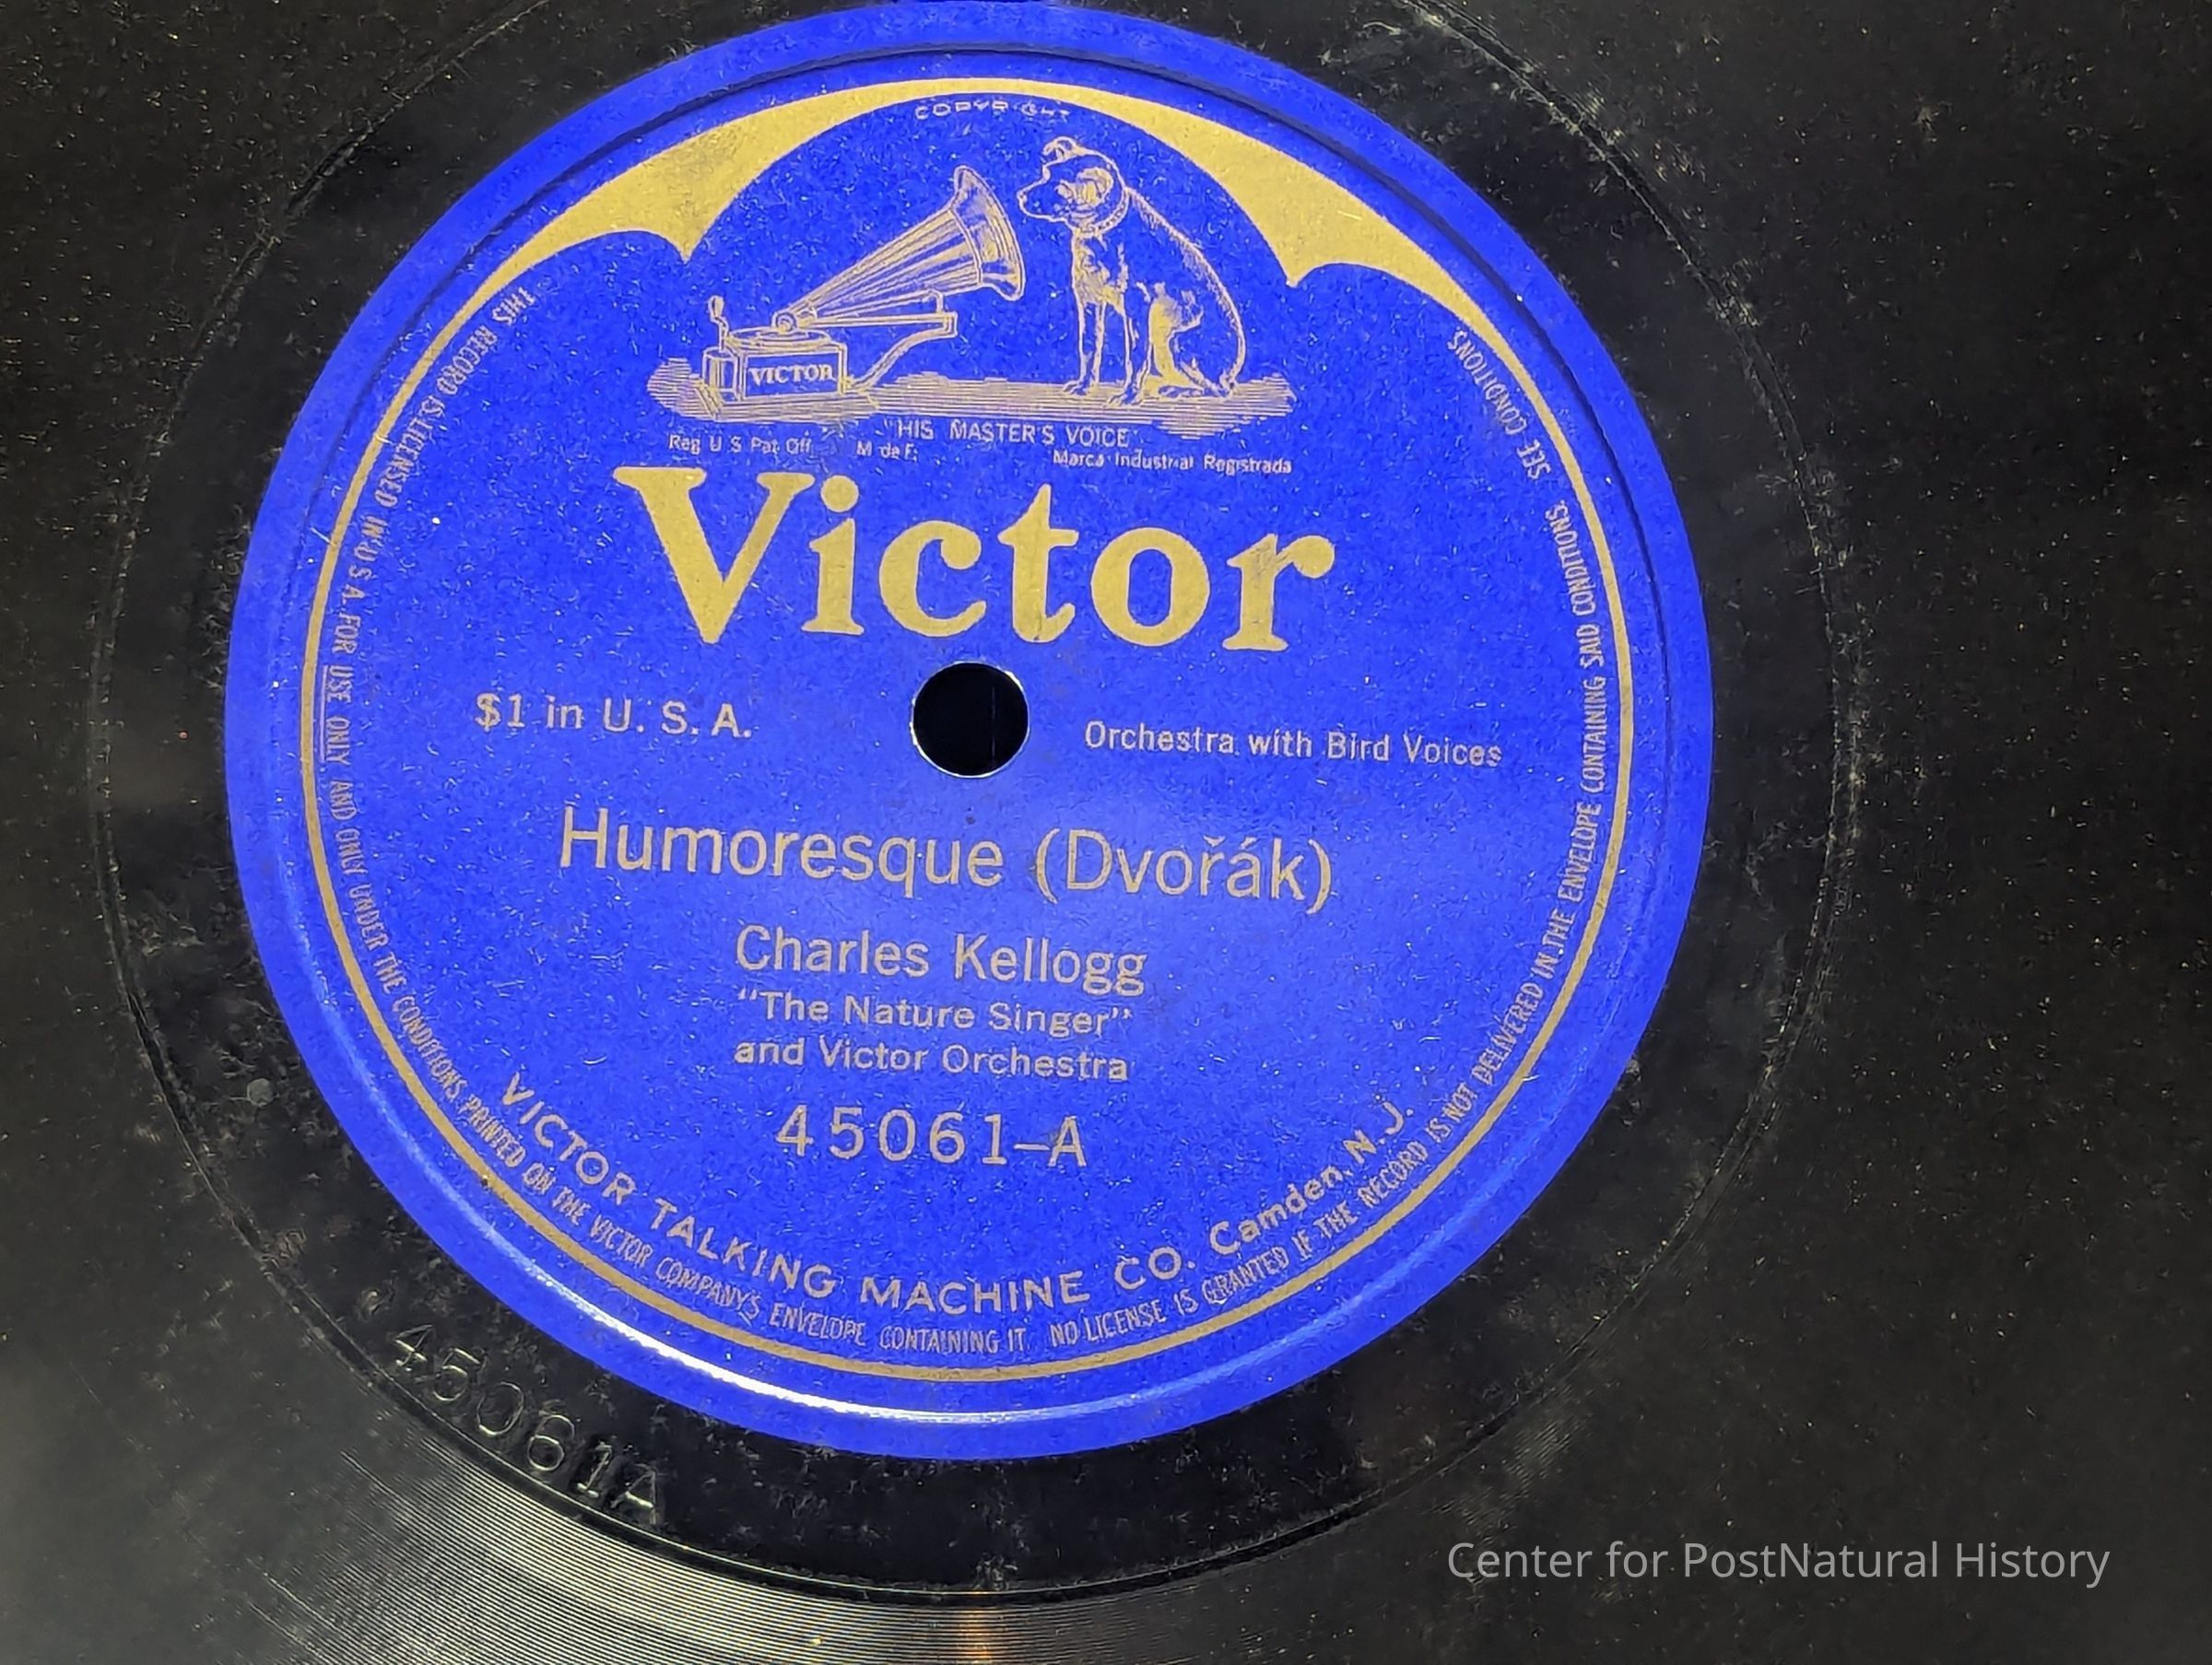 COPYRIGHT
VICTOR
"HIS MASTER'S VOICE"
Reg U S Pat Off. M de F. Marca Industrial Registrada
Victor
$1 in U. S. A.
Orchestra with Bird Voices
Humoresque (Dvořák)
Charles Kellogg
"The Nature Singer"
and Victor Orchestra
45061–A
VICTOR TALKING MACHINE CO. Camden, N. J.
THIS RECORD IS LICENSED IN U. S. A. FOR USE ONLY AND ONLY UNDER THE CONDITIONS PRINTED ON THE VICTOR COMPANY'S ENVELOPE CONTAINING IT. NO LICENSE IS GRANTED IF THE RECORD IS NOT DELIVERED IN THE ENVELOPE CONTAINING SAID CONDITIONS. SEE CONDITIONS
45061A
Center for PostNatural History